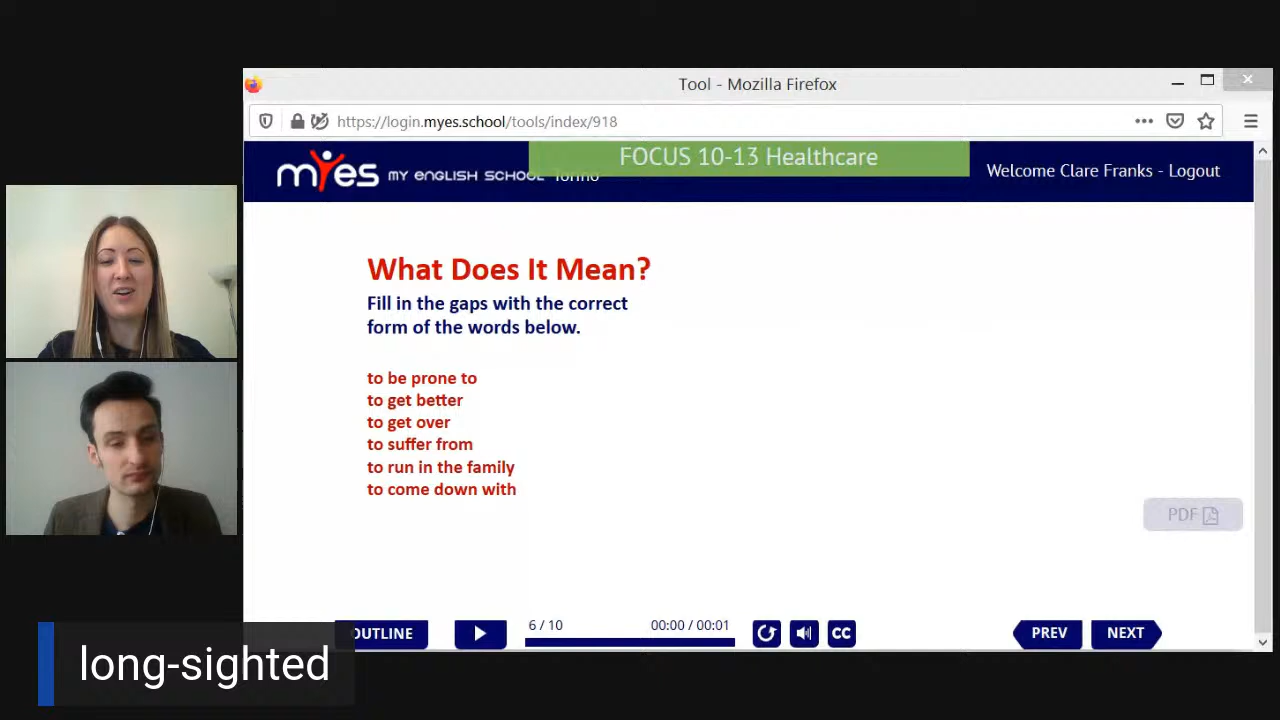 Tool - Mozilla Firefox
https://login.myes.school/tools/index/918
FOCUS 10-13 Healthcare
myes MY ENGLISH SCHOOL Torino
Welcome Clare Franks - Logout
What Does It Mean?
Fill in the gaps with the correct
form of the words below.
to be prone to
to get better
to get over
to suffer from
to run in the family
to come down with
PDF
OUTLINE
6 / 10
00:00 / 00:01
CC
PREV
NEXT
long-sighted